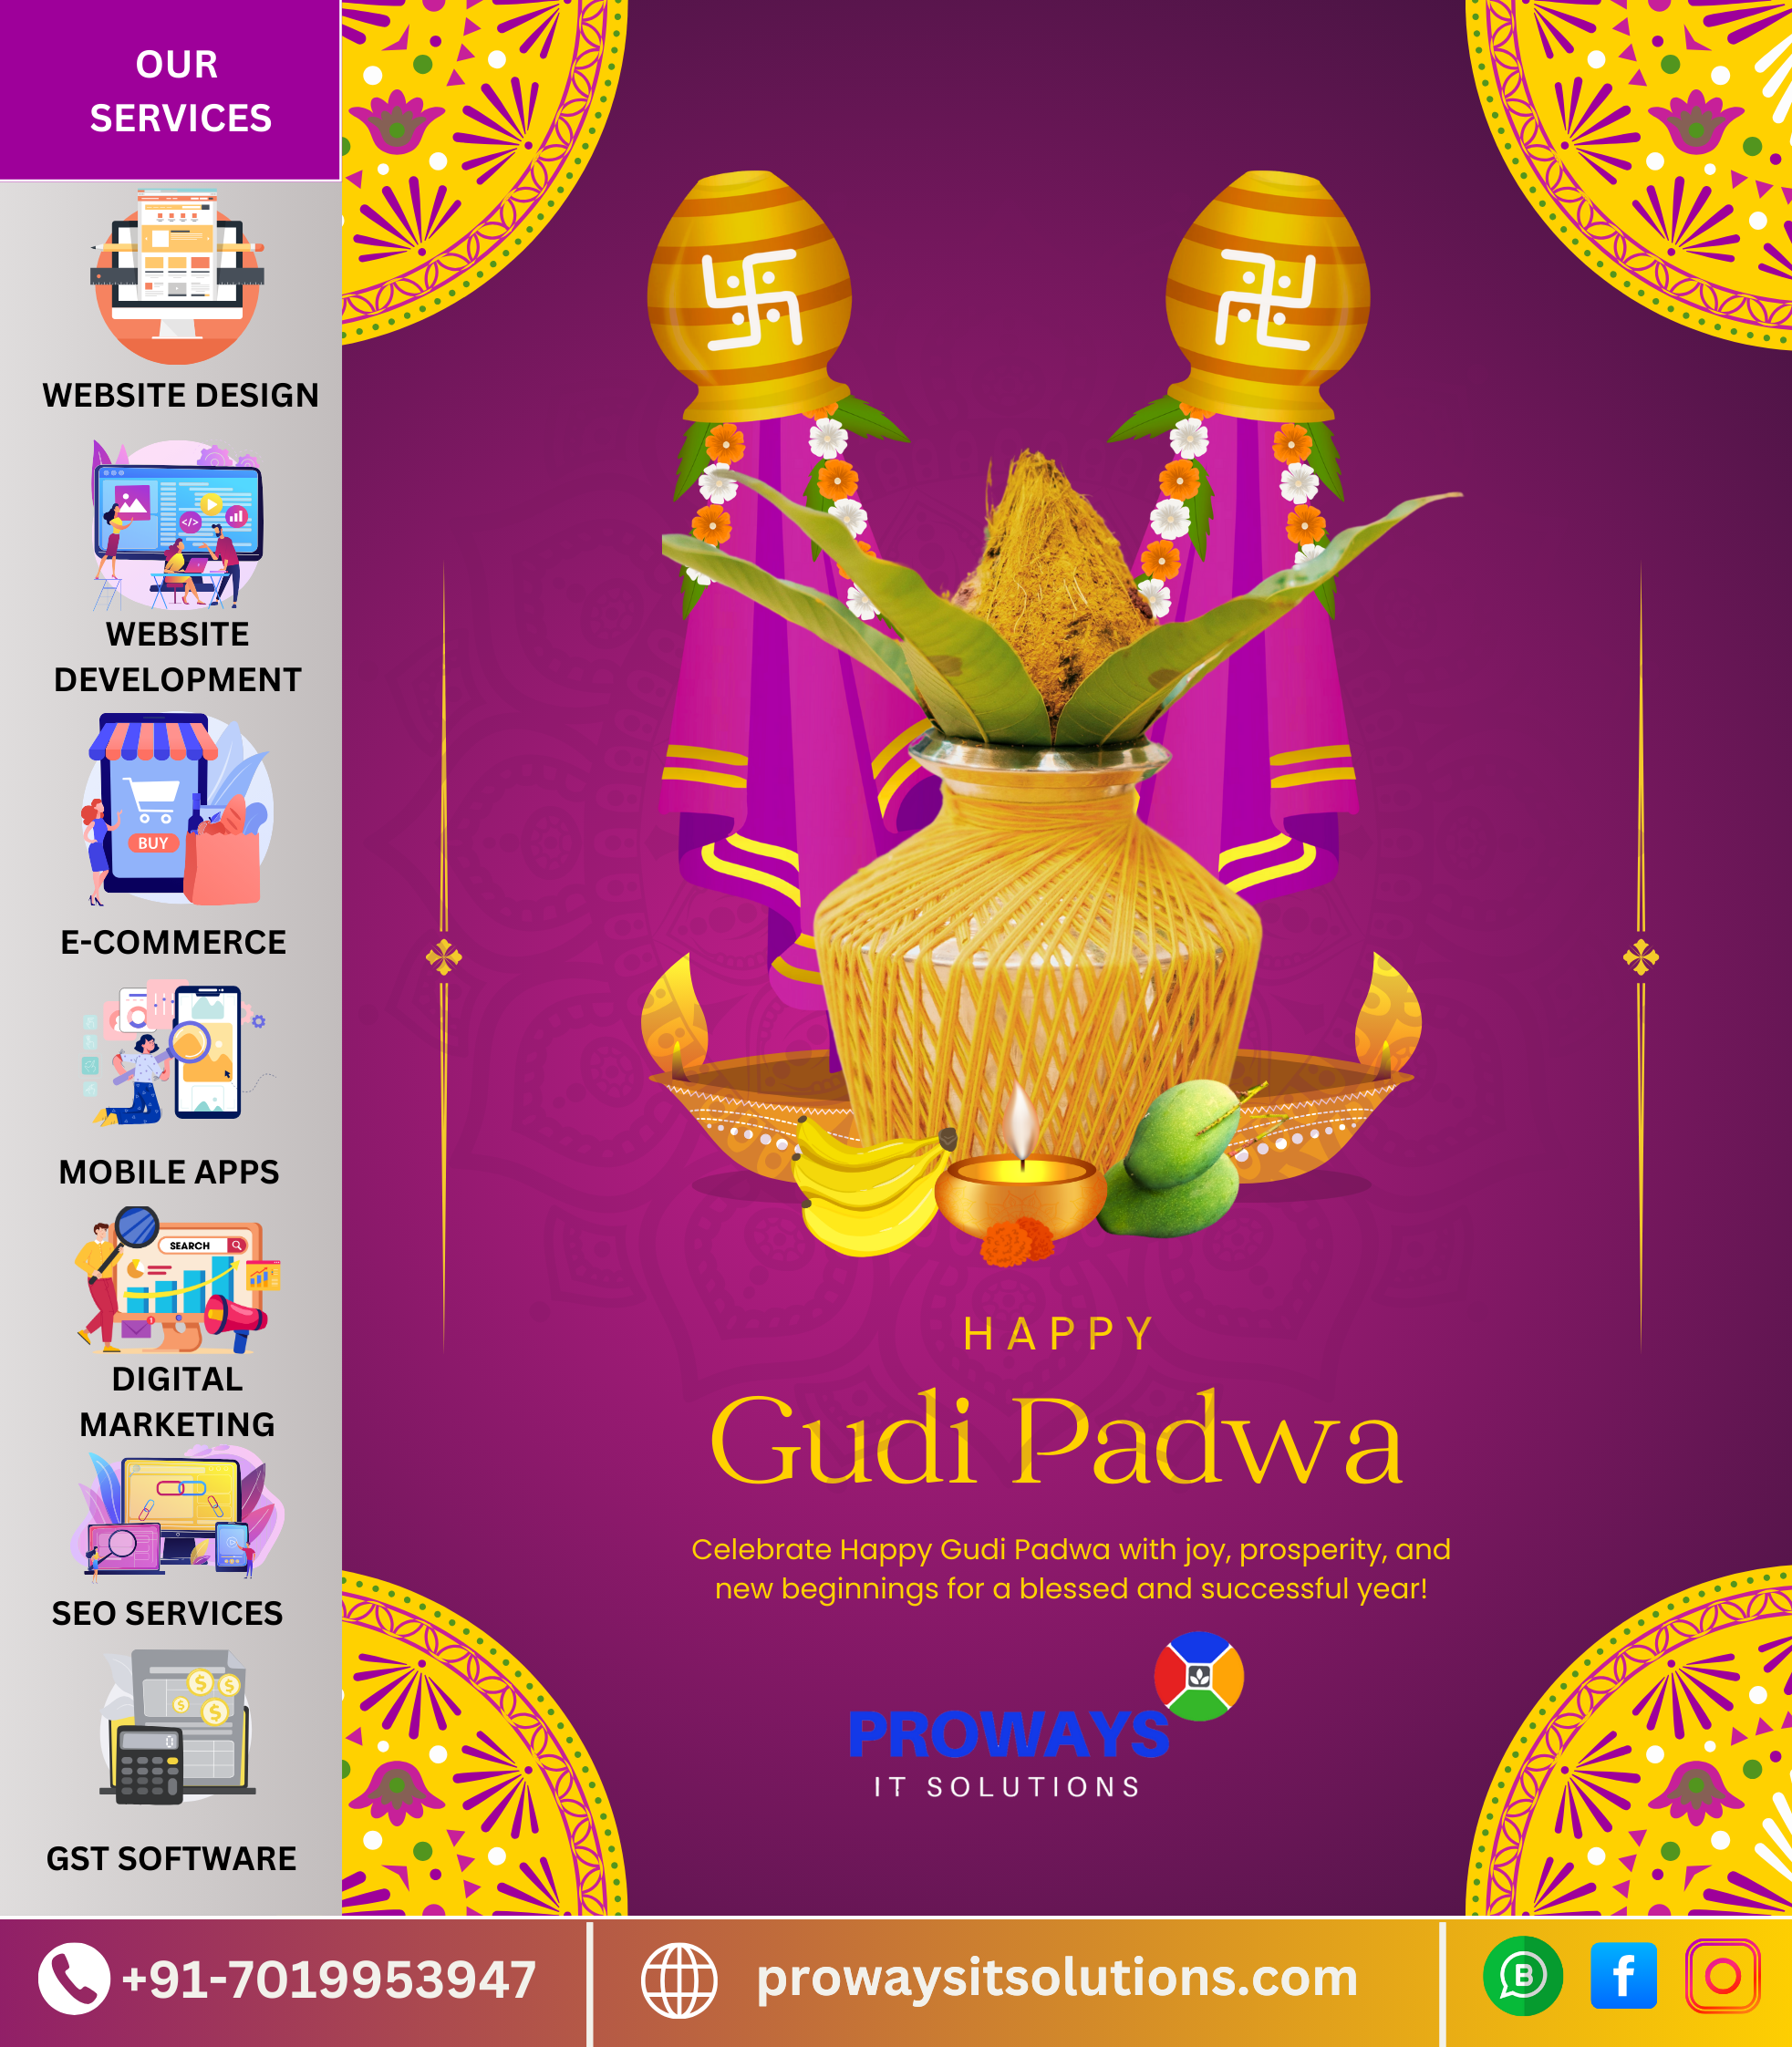 OUR
SERVICES
WEBSITE DESIGN
WEBSITE
DEVELOPMENT
BUY
E-COMMERCE
MOBILE APPS
SEARCH
DIGITAL
MARKETING
SEO SERVICES
GST SOFTWARE
HAPPY
Gudi Padwa
Celebrate Happy Gudi Padwa with joy, prosperity, and
new beginnings for a blessed and successful year!
PROWAYS
IT SOLUTIONS
+91-7019953947
prowaysitsolutions.com